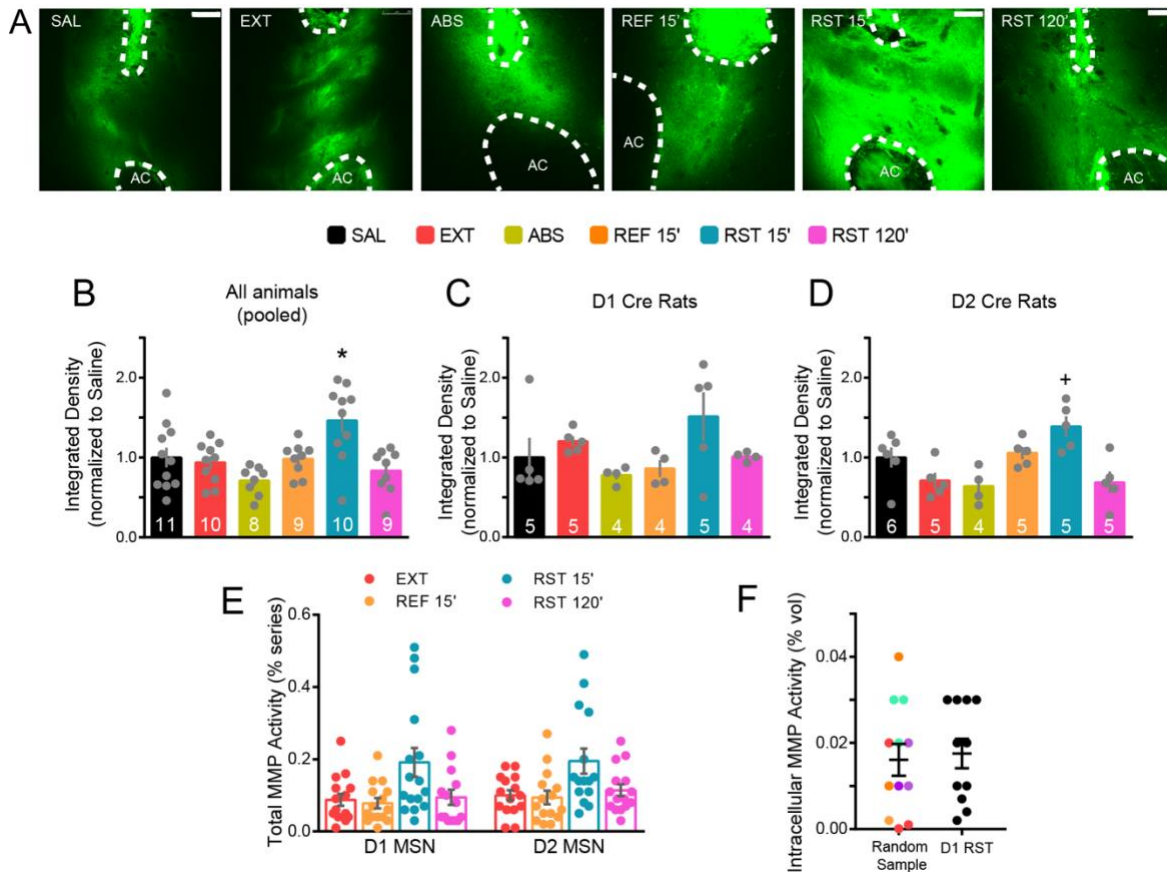 A
SAL
EXT
ABS
REF 15'
RST 15'
RST 120'
AC
AC
AC
AC
AC
AC
SAL EXT ABS REF 15' RST 15' RST 120'
B
All animals
(pooled)
Integrated Density
(normalized to Saline)
2.0
1.0
0.0
*
11 10 8 9 10 9
C
D1 Cre Rats
Integrated Density
(normalized to Saline)
2.0
1.0
0.0
5 5 4 4 5 4
D
D2 Cre Rats
Integrated Density
(normalized to Saline)
2.0
1.0
0.0
+
6 5 4 5 5 5
E
EXT RST 15'
REF 15' RST 120'
Total MMP Activity (% series)
0.6
0.4
0.2
0.0
D1 MSN D2 MSN
F
Intracellular MMP Activity (% vol)
0.04
0.02
0.00
Random
Sample
D1 RST